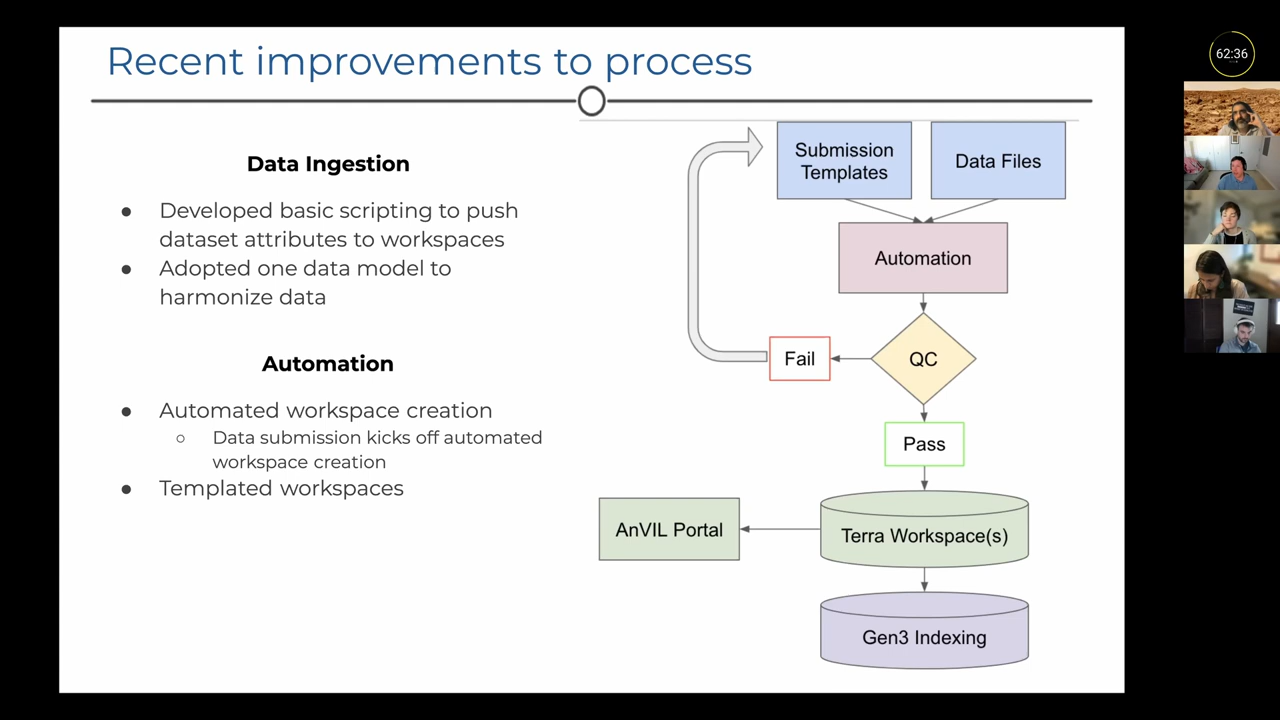 Recent improvements to process
62:36
Data Ingestion
● Developed basic scripting to push
dataset attributes to workspaces
● Adopted one data model to
harmonize data
Automation
● Automated workspace creation
○ Data submission kicks off automated
workspace creation
● Templated workspaces
Submission
Templates
Data Files
Automation
QC
Fail
Pass
Terra Workspace(s)
AnVIL Portal
Gen3 Indexing